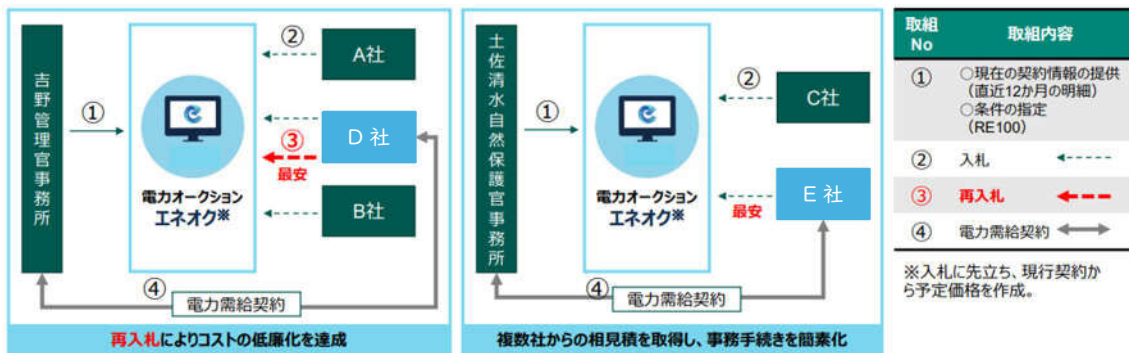 吉野管理官事務所
①
②
A社
D社
③
最安
B社
電力オークション
エネオク※
④
電力需給契約
再入札によりコストの低廉化を達成
土佐清水自然保護官事務所
①
②
C社
E社
最安
電力オークション
エネオク※
④
電力需給契約
複数社からの相見積を取得し、事務手続きを簡素化
取組
No
取組内容
①
○現在の契約情報の提供
(直近12か月の明細)
○条件の指定
(RE100)
②
入札
③
再入札
④
電力需給契約
※入札に先立ち、現行契約か
ら予定価格を作成。